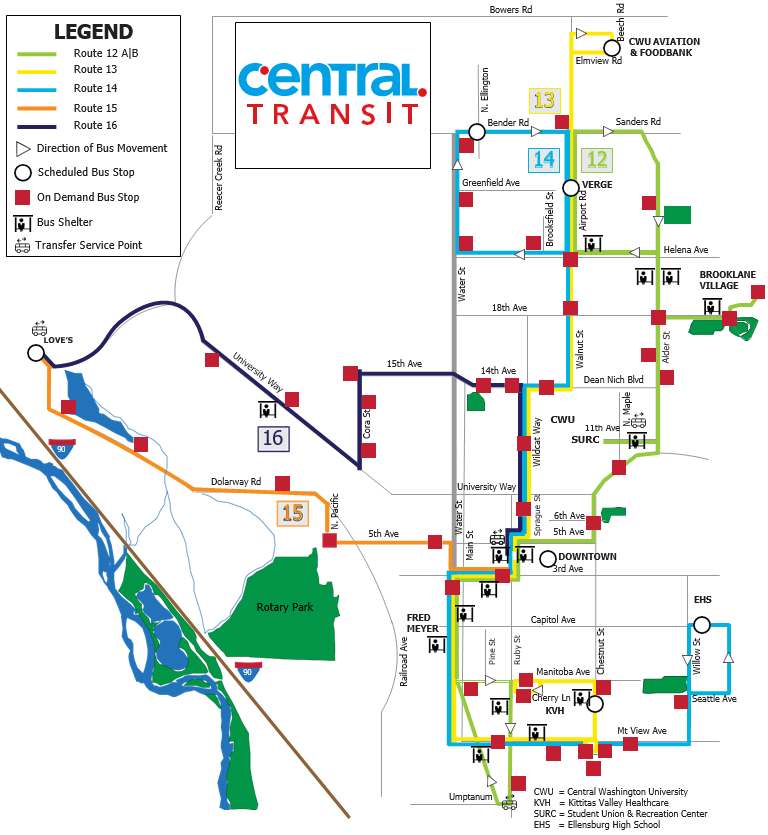 LEGEND
Route 12 A|B
Route 13
Route 14
Route 15
Route 16
Direction of Bus Movement
Scheduled Bus Stop
On Demand Bus Stop
Bus Shelter
Transfer Service Point
CENTRAL
TRANSIT
Bowers Rd
Beech Rd
CWU AVIATION
& FOODBANK
Elmview Rd
N. Ellington
13
Bender Rd
Sanders Rd
14
12
Reecer Creek Rd
Greenfield Ave
VERGE
Brooksfield St
Airport Rd
Helena Ave
Water St
BROOKLANE
VILLAGE
18th Ave
Walnut St
Alder St
LOVE'S
University Way
15th Ave
14th Ave
Dean Nich Blvd
N. Maple
16
Cora St
Wildcat Way
CWU
11th Ave
SURC
90
Dolarway Rd
University Way
15
N. Pacific
Water St
Main St
Sprague St
6th Ave
5th Ave
5th Ave
DOWNTOWN
3rd Ave
Rotary Park
FRED
MEYER
Capitol Ave
EHS
Railroad Ave
Pine St
Ruby St
Chestnut St
Willow St
90
Manitoba Ave
Cherry Ln
KVH
Seattle Ave
Mt View Ave
Umptanum
CWU = Central Washington University
KVH = Kittitas Valley Healthcare
SURC = Student Union & Recreation Center
EHS = Ellensburg High School